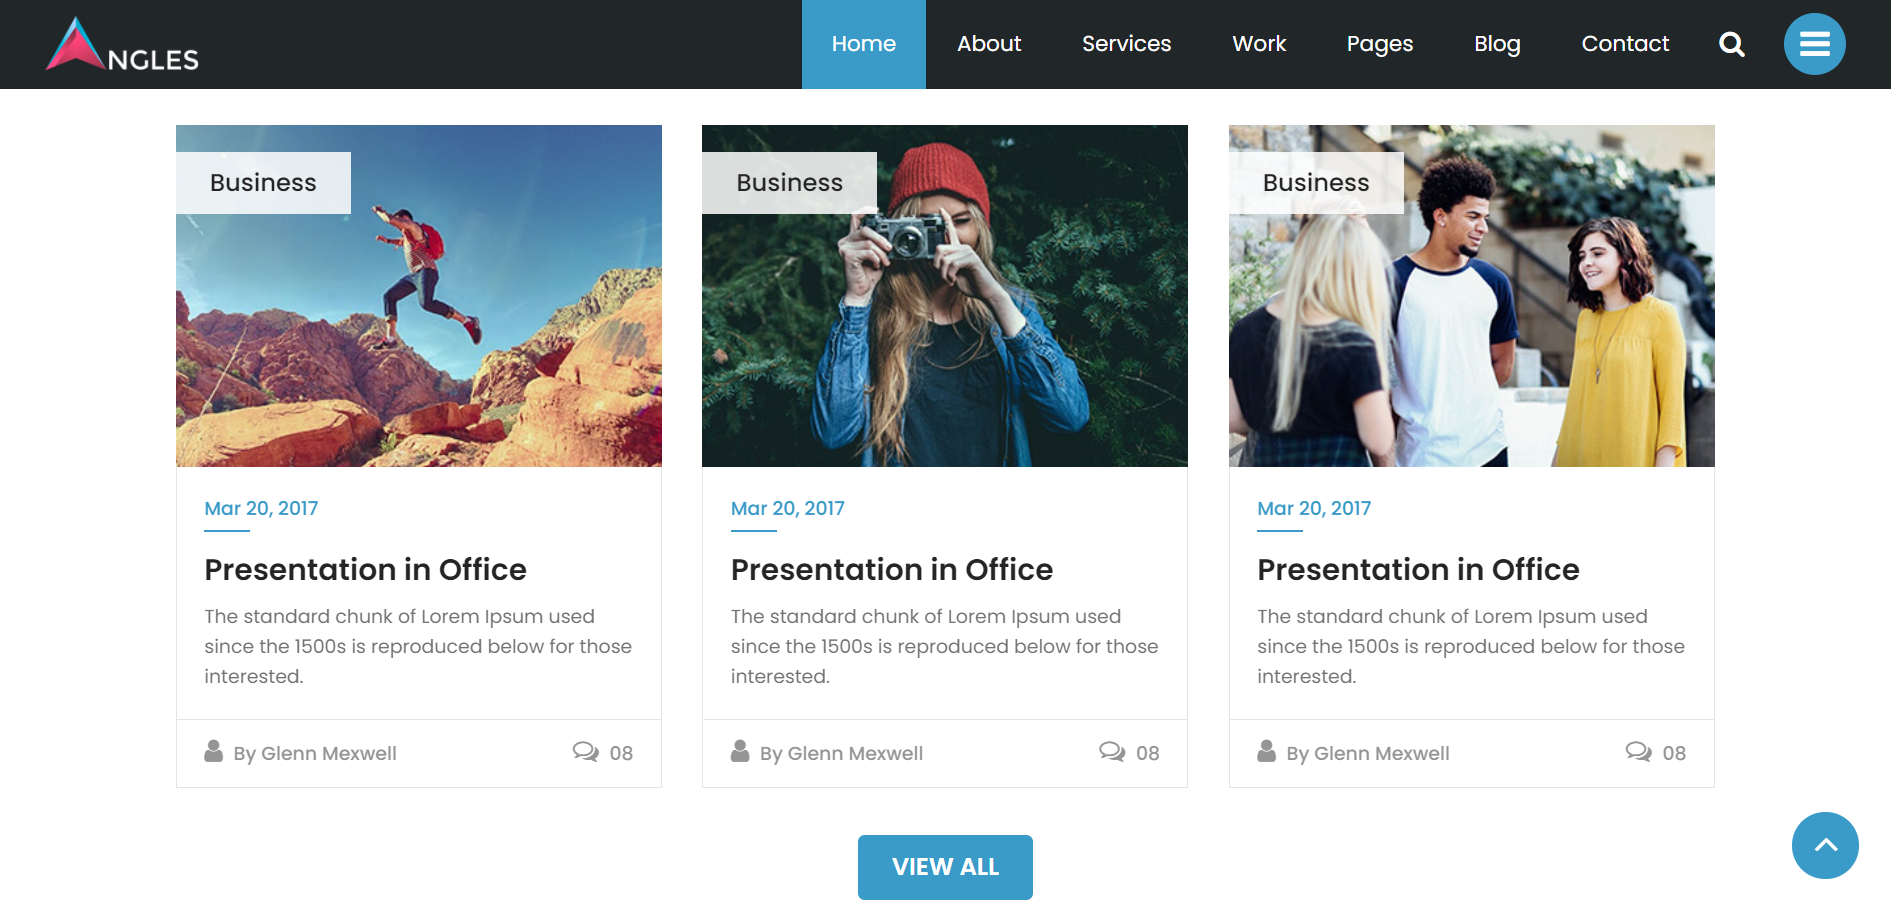 NGLES
Home About Services Work Pages Blog Contact
Business
Mar 20, 2017
Presentation in Office
The standard chunk of Lorem Ipsum used
since the 1500s is reproduced below for those
interested.
By Glenn Mexwell 08
Business
Mar 20, 2017
Presentation in Office
The standard chunk of Lorem Ipsum used
since the 1500s is reproduced below for those
interested.
By Glenn Mexwell 08
Business
Mar 20, 2017
Presentation in Office
The standard chunk of Lorem Ipsum used
since the 1500s is reproduced below for those
interested.
By Glenn Mexwell 08
VIEW ALL